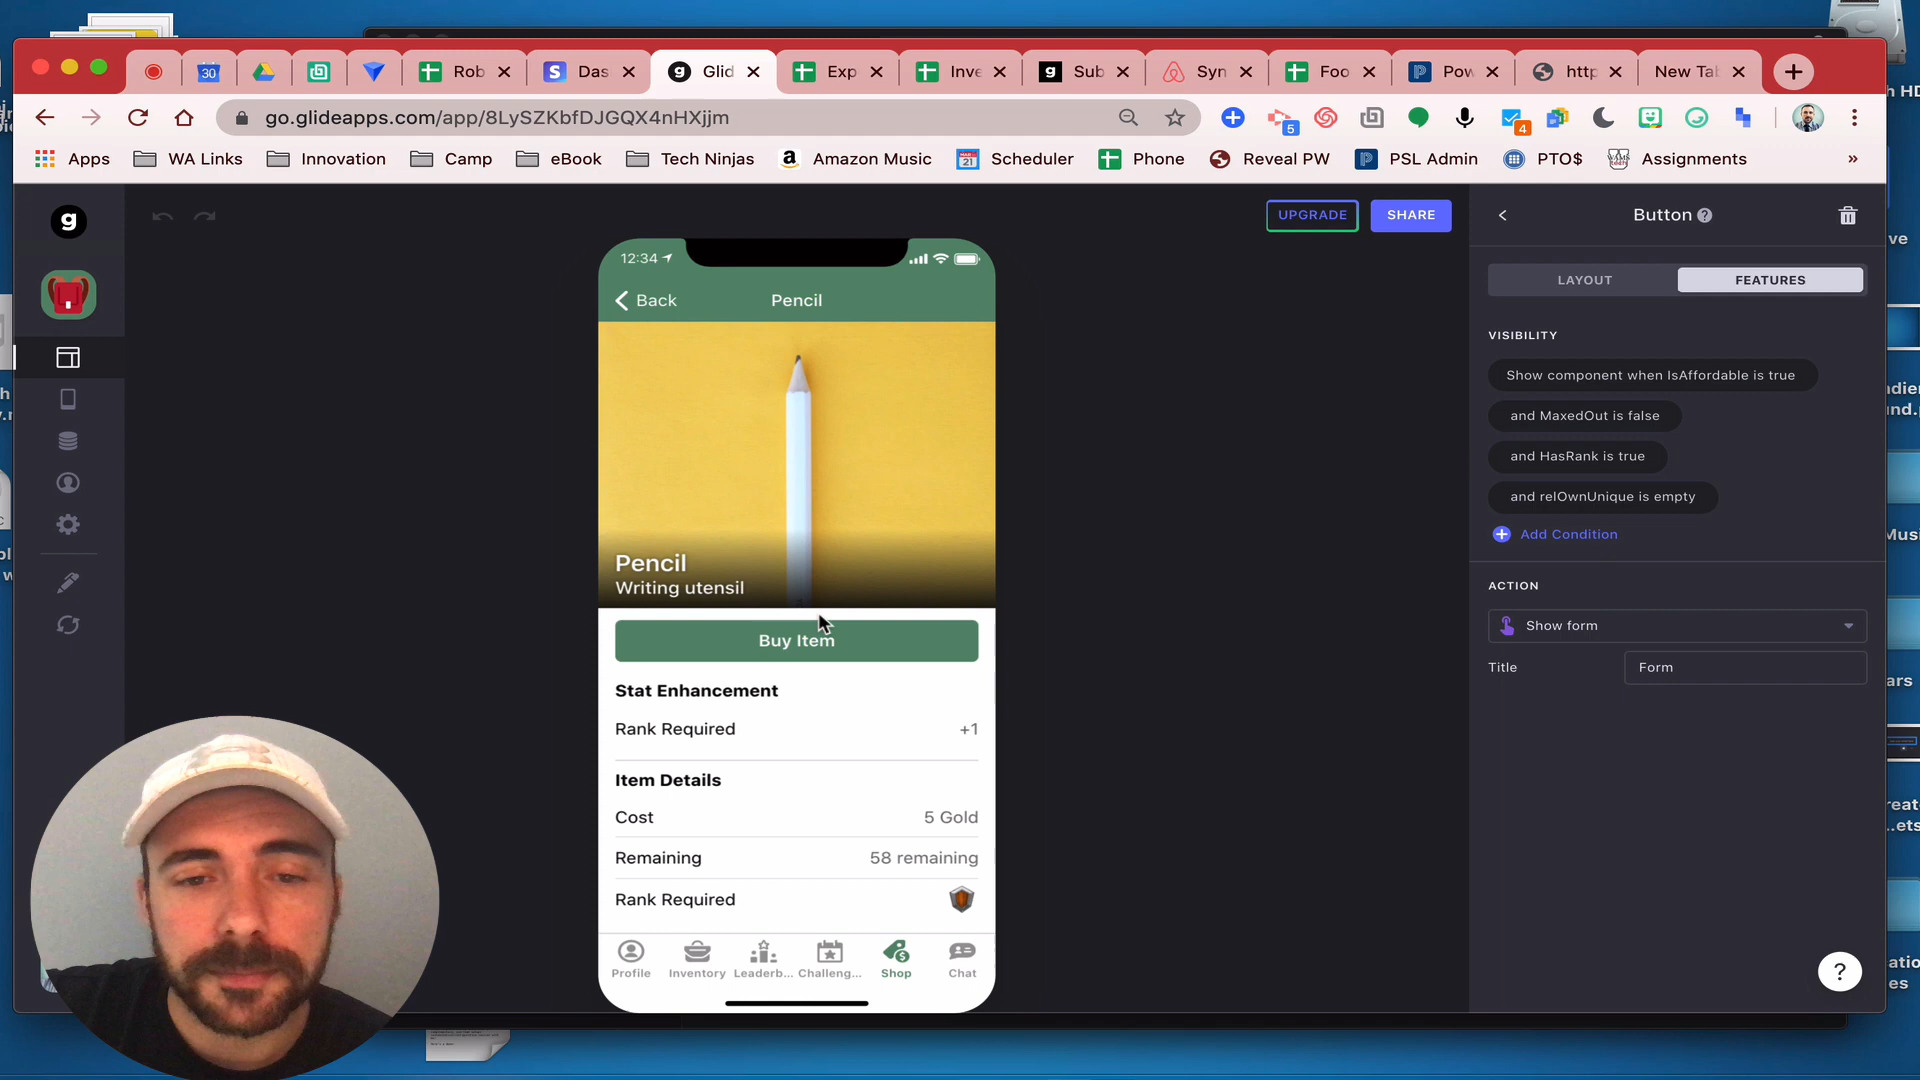 30
Rob
Das
Glid
Exp
Inve
Sub
Syn
Foo
Pow
http
New Tab
go.glideapps.com/app/8LySZKbfDJGQX4nHXjjm
5
4
Apps
WA Links
Innovation
Camp
eBook
Tech Ninjas
Amazon Music
Scheduler
Phone
Reveal PW
PSL Admin
PTO$
Assignments
»
g
UPGRADE
SHARE
Button
LAYOUT
FEATURES
VISIBILITY
Show component when IsAffordable is true
and MaxedOut is false
and HasRank is true
and relOwnUnique is empty
Add Condition
ACTION
Show form
Title
Form
12:34
Back
Pencil
Pencil
Writing utensil
Buy Item
Stat Enhancement
Rank Required
+1
Item Details
Cost
5 Gold
Remaining
58 remaining
Rank Required
Profile
Inventory
Leaderb...
Challeng...
Shop
Chat
?